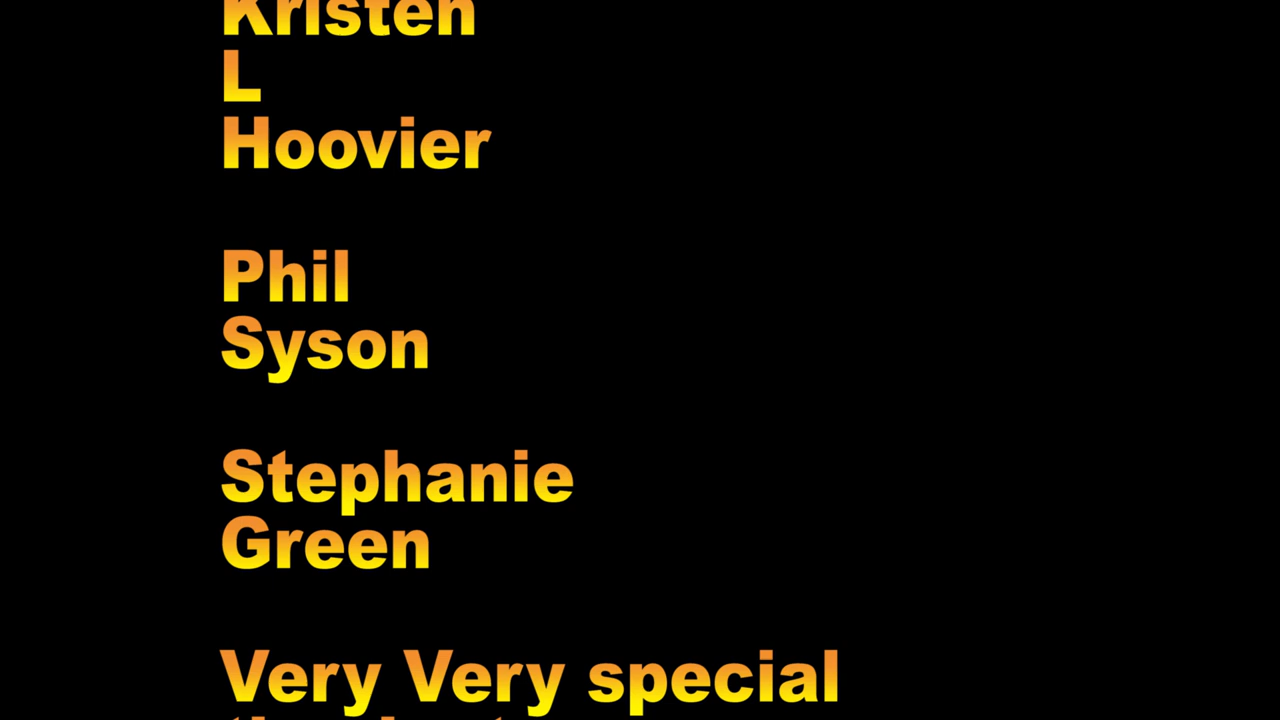 Kristen
L
Hoovier
Phil
Syson
Stephanie
Green
Very Very special